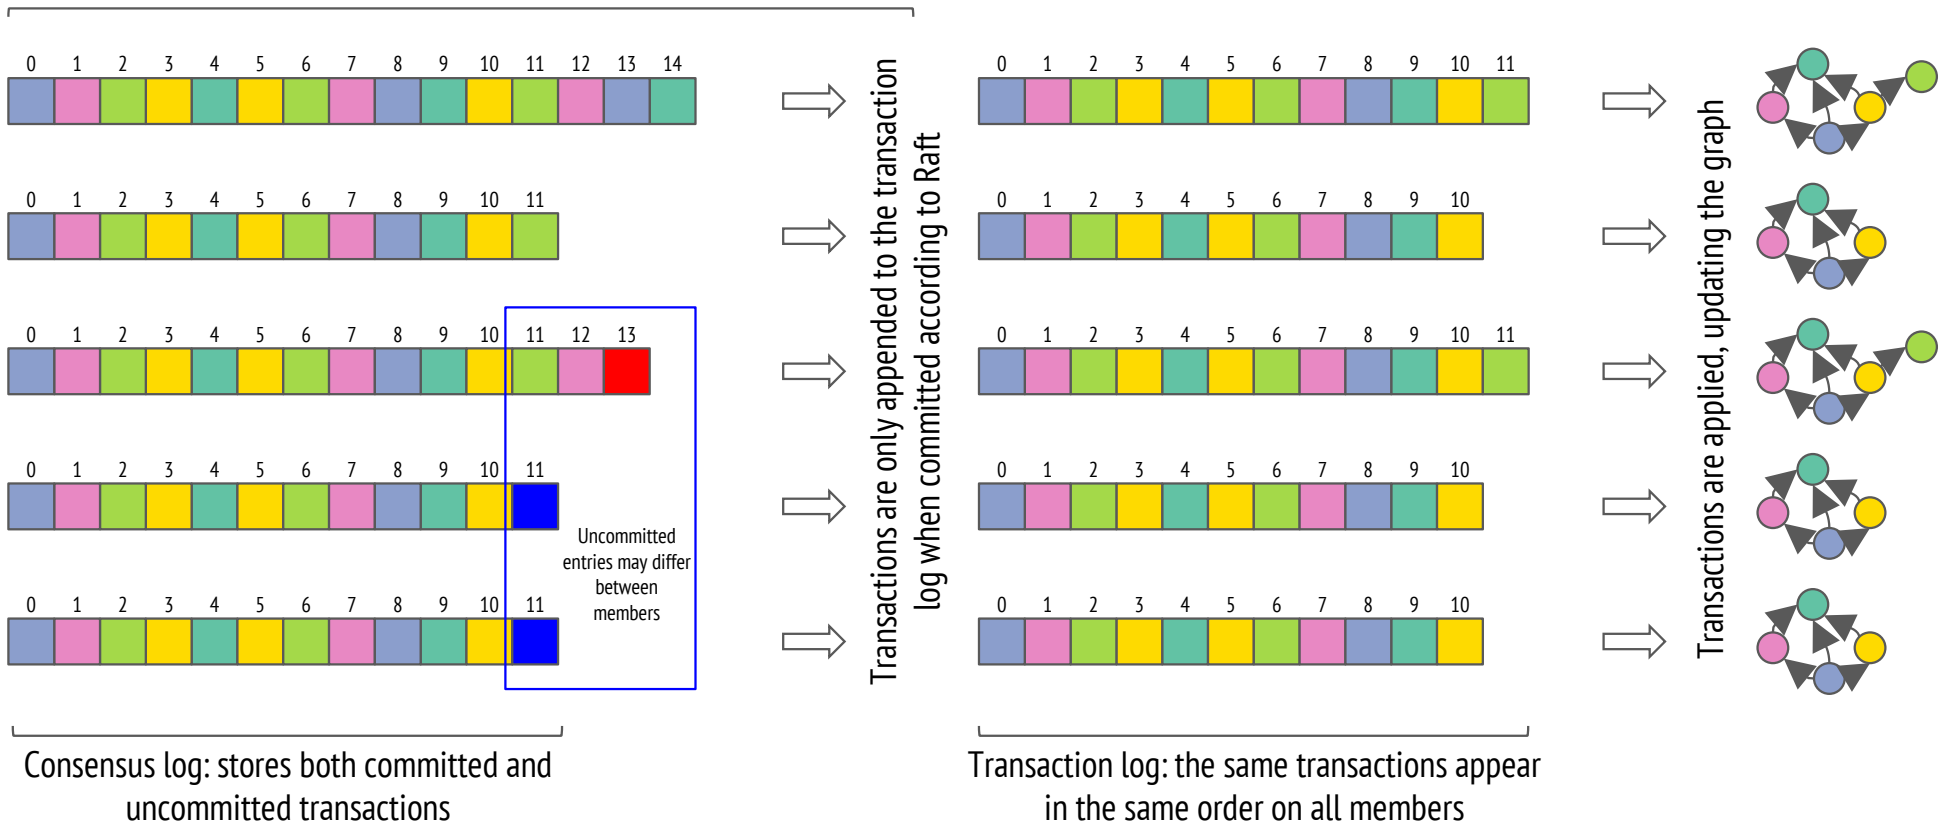 0 1 2 3 4 5 6 7 8 9 10 11 12 13 14
0 1 2 3 4 5 6 7 8 9 10 11
0 1 2 3 4 5 6 7 8 9 10 11
0 1 2 3 4 5 6 7 8 9 10
0 1 2 3 4 5 6 7 8 9 10 11 12 13
0 1 2 3 4 5 6 7 8 9 10 11
0 1 2 3 4 5 6 7 8 9 10 11
0 1 2 3 4 5 6 7 8 9 10
Uncommitted
entries may differ
between
members
0 1 2 3 4 5 6 7 8 9 10 11
0 1 2 3 4 5 6 7 8 9 10
Transactions are only appended to the transaction
log when committed according to Raft
Transactions are applied, updating the graph
Consensus log: stores both committed and
uncommitted transactions
Transaction log: the same transactions appear
in the same order on all members